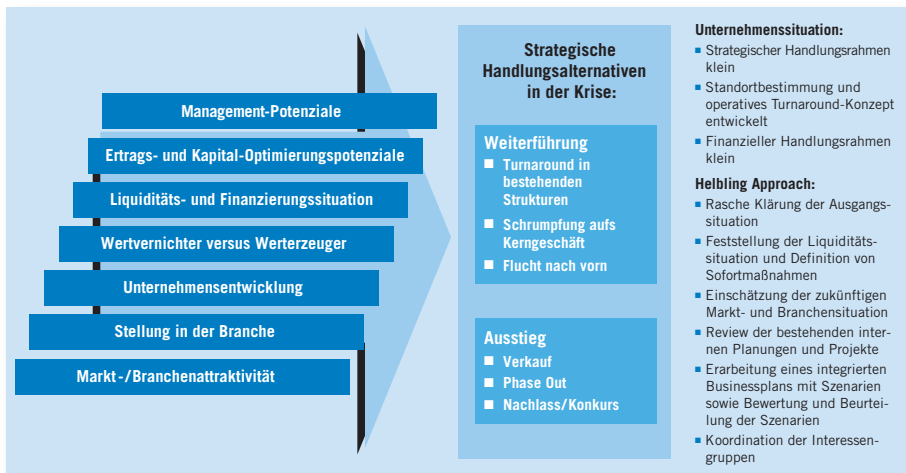 Management-Potenziale
Ertrags- und Kapital-Optimierungspotenziale
Liquiditäts- und Finanzierungssituation
Wertvernichter versus Werterzeuger
Unternehmensentwicklung
Stellung in der Branche
Markt-/Branchenattraktivität
Strategische
Handlungsalternativen
in der Krise:
Weiterführung
■ Turnaround in
bestehenden
Strukturen
■ Schrumpfung aufs
Kerngeschäft
■ Flucht nach vorn
Ausstieg
■ Verkauf
■ Phase Out
■ Nachlass/Konkurs
Unternehmenssituation:
■ Strategischer Handlungsrahmen
klein
■ Standortbestimmung und
operatives Turnaround-Konzept
entwickelt
■ Finanzieller Handlungsrahmen
klein
Helbling Approach:
■ Rasche Klärung der Ausgangs-
situation
■ Feststellung der Liquiditäts-
situation und Definition von
Sofortmaßnahmen
■ Einschätzung der zukünftigen
Markt- und Branchensituation
■ Review der bestehenden inter-
nen Planungen und Projekte
■ Erarbeitung eines integrierten
Businessplans mit Szenarien
sowie Bewertung und Beurtei-
lung der Szenarien
■ Koordination der Interessen-
gruppen